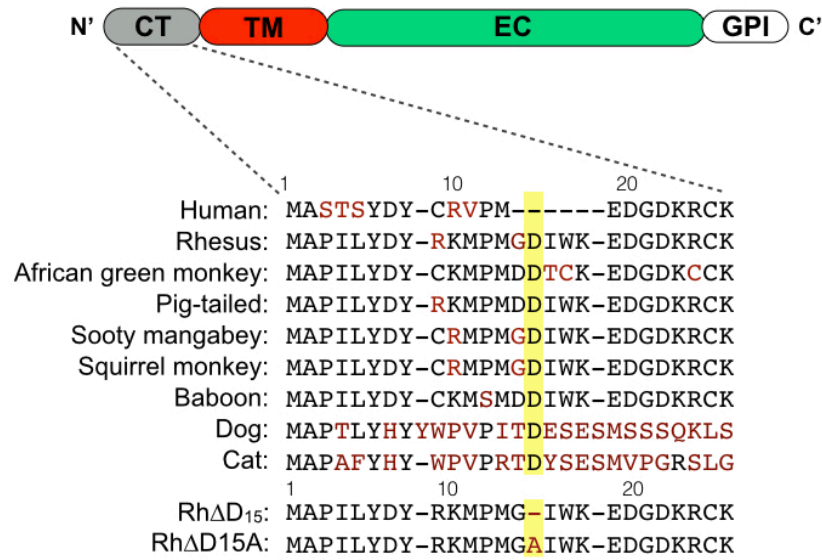 N’ CT TM EC GPI C’
1 10 20
Human: MASTSYDY-CRVPM------EDGDKRCK
Rhesus: MAPILYDY-RKMPMGDIWK-EDGDKRCK
African green monkey: MAPILYDY-CKMPMDDTCK-EDGDKCCK
Pig-tailed: MAPILYDY-RKMPMDDIWK-EDGDKRCK
Sooty mangabey: MAPILYDY-CRMPMGDIWK-EDGDKRCK
Squirrel monkey: MAPILYDY-CRMPMGDIWK-EDGDKRCK
Baboon: MAPILYDY-CKMSMDDIWK-EDGDKRCK
Dog: MAPTLYHYYWPVPITDESESMSSSQKLS
Cat: MAPAFYHY-WPVPRTDYSESMVPGRSLG
1 10 20
RhΔD₁₅: MAPILYDY-RKMPMG-IWK-EDGDKRCK
RhΔD15A: MAPILYDY-RKMPMGAIWK-EDGDKRCK